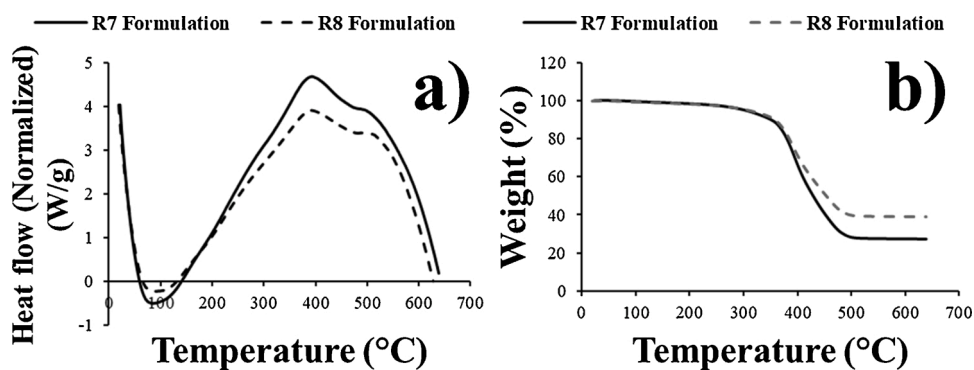 R7 Formulation R8 Formulation
a)
Heat flow (Normalized)
(W/g)
5
4
3
2
1
0
-1
0 100 200 300 400 500 600 700
Temperature (°C)
R7 Formulation R8 Formulation
b)
Weight (%)
120
100
80
60
40
20
0
0 100 200 300 400 500 600 700
Temperature (°C)